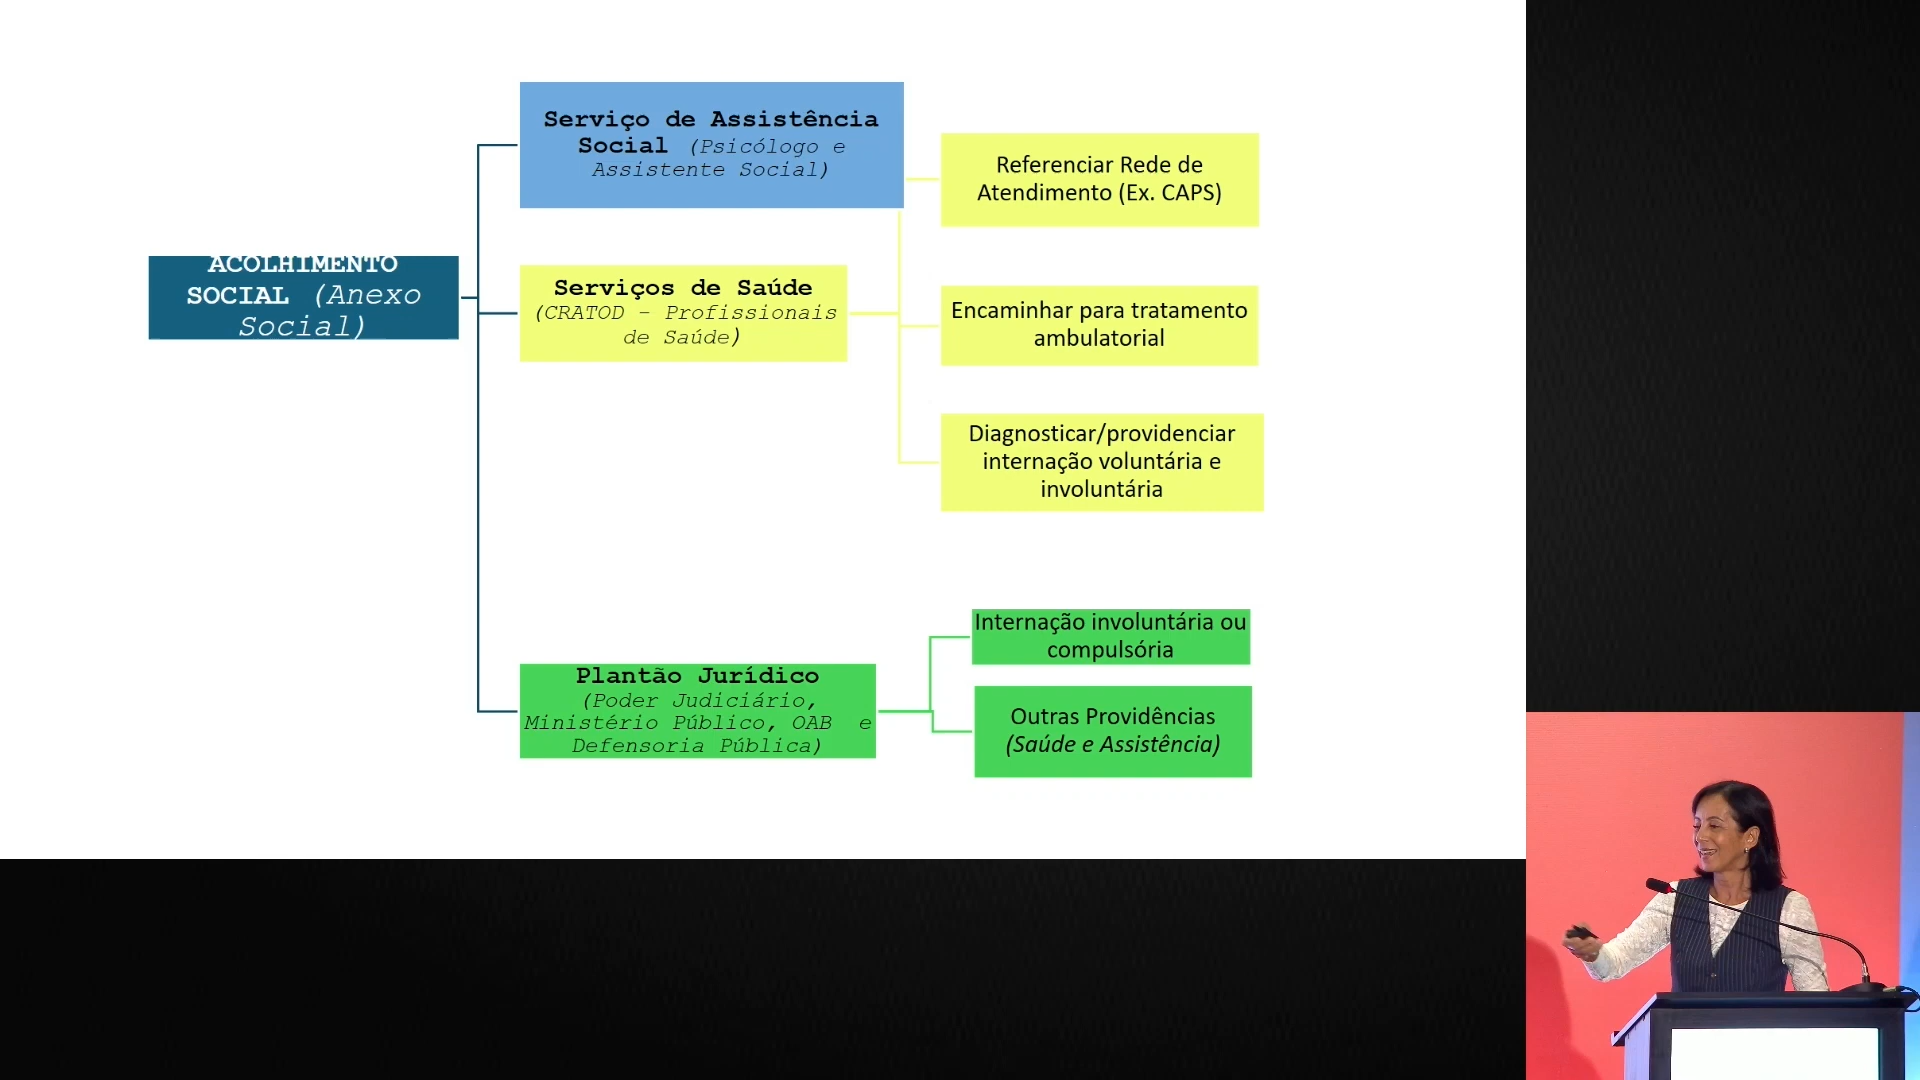 ACOLHIMENTO
SOCIAL (Anexo
Social)
Serviço de Assistência
Social (Psicólogo e
Assistente Social)
Serviços de Saúde
(CRATOD – Profissionais
de Saúde)
Plantão Jurídico
(Poder Judiciário,
Ministério Público, OAB e
Defensoria Pública)
Referenciar Rede de
Atendimento (Ex. CAPS)
Encaminhar para tratamento
ambulatorial
Diagnosticar/providenciar
internação voluntária e
involuntária
Internação involuntária ou
compulsória
Outras Providências
(Saúde e Assistência)